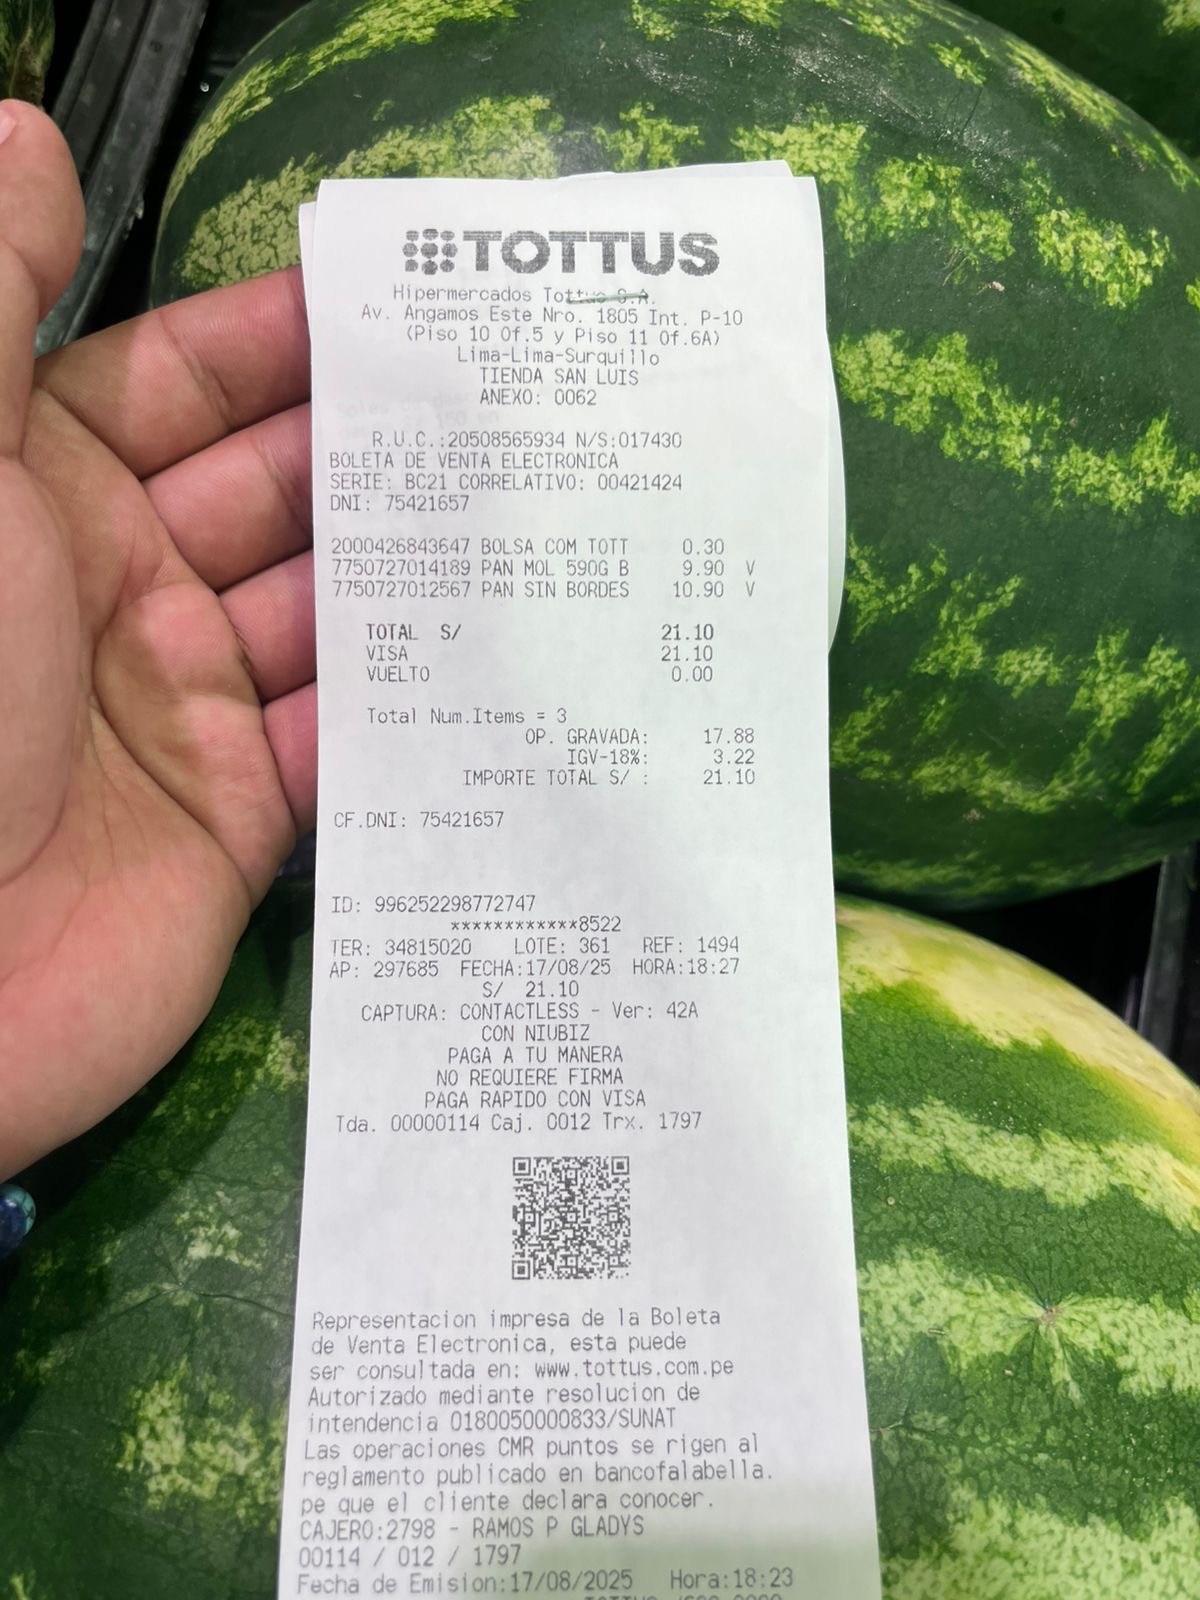 TOTTUS
Hipermercados Tottus S.A.
Av. Angamos Este Nro. 1805 Int. P-10
(Piso 10 Of.5 y Piso 11 Of.6A)
Lima-Lima-Surquillo
TIENDA SAN LUIS
ANEXO: 0062
R.U.C.:20508565934 N/S:017430
BOLETA DE VENTA ELECTRONICA
SERIE: BC21 CORRELATIVO: 00421424
DNI: 75421657
2000426843647 BOLSA COM TOTT 0.30
7750727014189 PAN MOL 590G B 9.90 V
7750727012567 PAN SIN BORDES 10.90 V
TOTAL S/ 21.10
VISA 21.10
VUELTO 0.00
Total Num.Items = 3
OP. GRAVADA: 17.88
IGV-18%: 3.22
IMPORTE TOTAL S/ : 21.10
CF.DNI: 75421657
ID: 996252298772747
************8522
TER: 34815020 LOTE: 361 REF: 1494
AP: 297685 FECHA:17/08/25 HORA:18:27
S/ 21.10
CAPTURA: CONTACTLESS - Ver: 42A
CON NIUBIZ
PAGA A TU MANERA
NO REQUIERE FIRMA
PAGA RAPIDO CON VISA
Tda. 00000114 Caj. 0012 Trx. 1797
Representacion impresa de la Boleta
de Venta Electronica, esta puede
ser consultada en: www.tottus.com.pe
Autorizado mediante resolucion de
intendencia 0180050000833/SUNAT
Las operaciones CMR puntos se rigen al
reglamento publicado en bancofalabella.
pe que el cliente declara conocer.
CAJERO:2798 - RAMOS P GLADYS
00114 / 012 / 1797
Fecha de Emision:17/08/2025 Hora:18:23